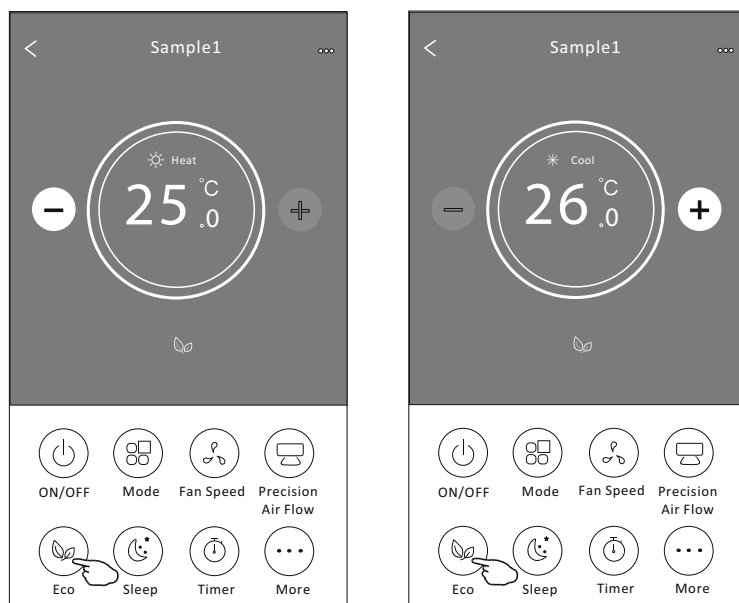 Sample1
Heat
25.0°C
ON/OFF Mode Fan Speed Precision Air Flow
Eco Sleep Timer More
Sample1
Cool
26.0°C
ON/OFF Mode Fan Speed Precision Air Flow
Eco Sleep Timer More